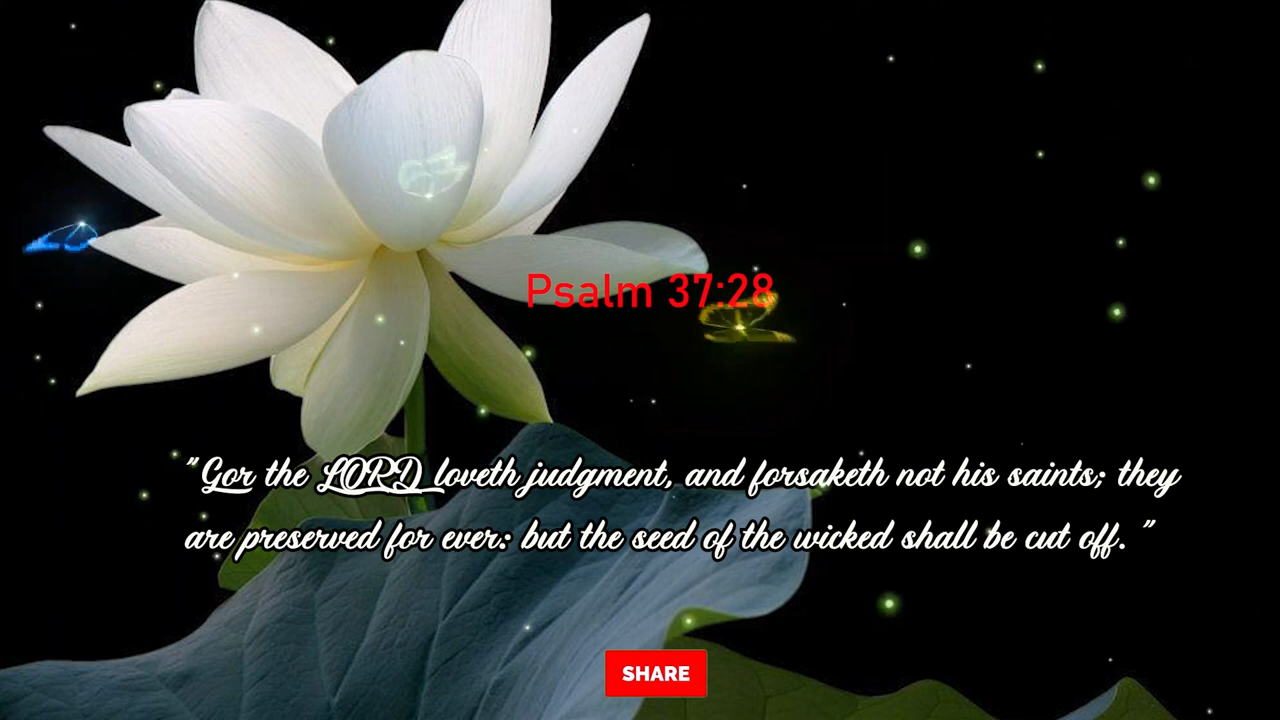 Psalm 37:28
"For the LORD loveth judgment, and forsaketh not his saints; they
are preserved for ever: but the seed of the wicked shall be cut off."
SHARE